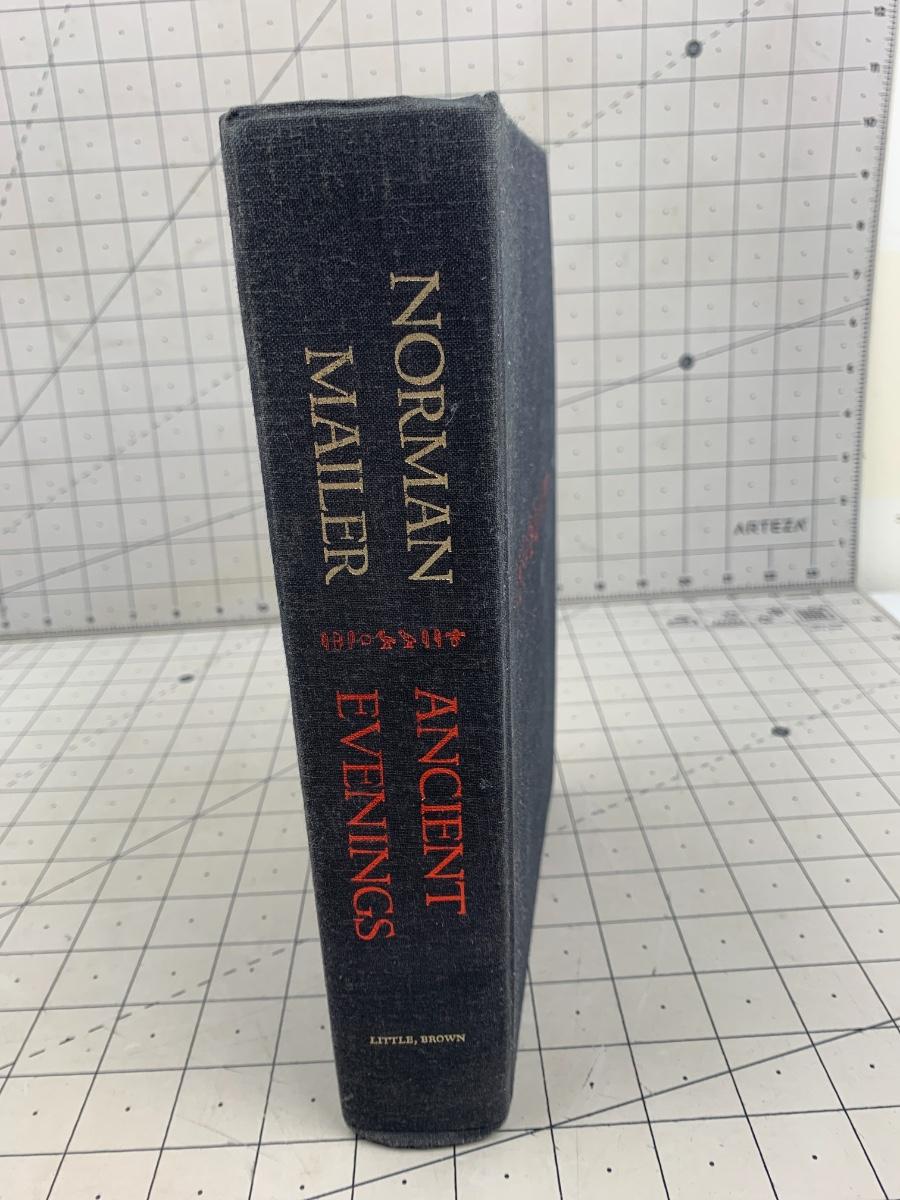 NORMAN
MAILER
ANCIENT
EVENINGS
LITTLE, BROWN
ARTEZA